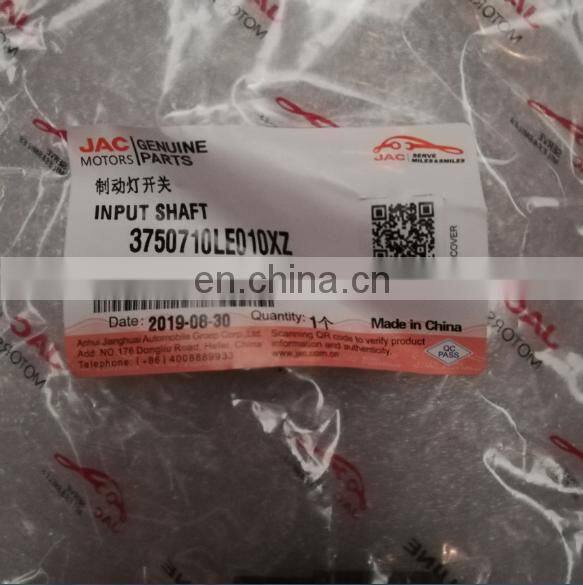 JAC
MOTORS
JAC MOTORS GENUINE PARTS
JAC SERVE MILES & SMILES
制动灯开关
INPUT SHAFT
3750710LE010XZ
COVER
cn.china.cn
Date: 2019-08-30 Quantity: 1个 Made in China
Anhui Jianghuai Automobile Group Corp., Ltd.
Add: NO.176 Dongliu Road, Hefei, China
Telephone: (+86)4008889933
Scanning QR code to verify product
information and authenticity.
www.jac.com.cn
QC
PASS